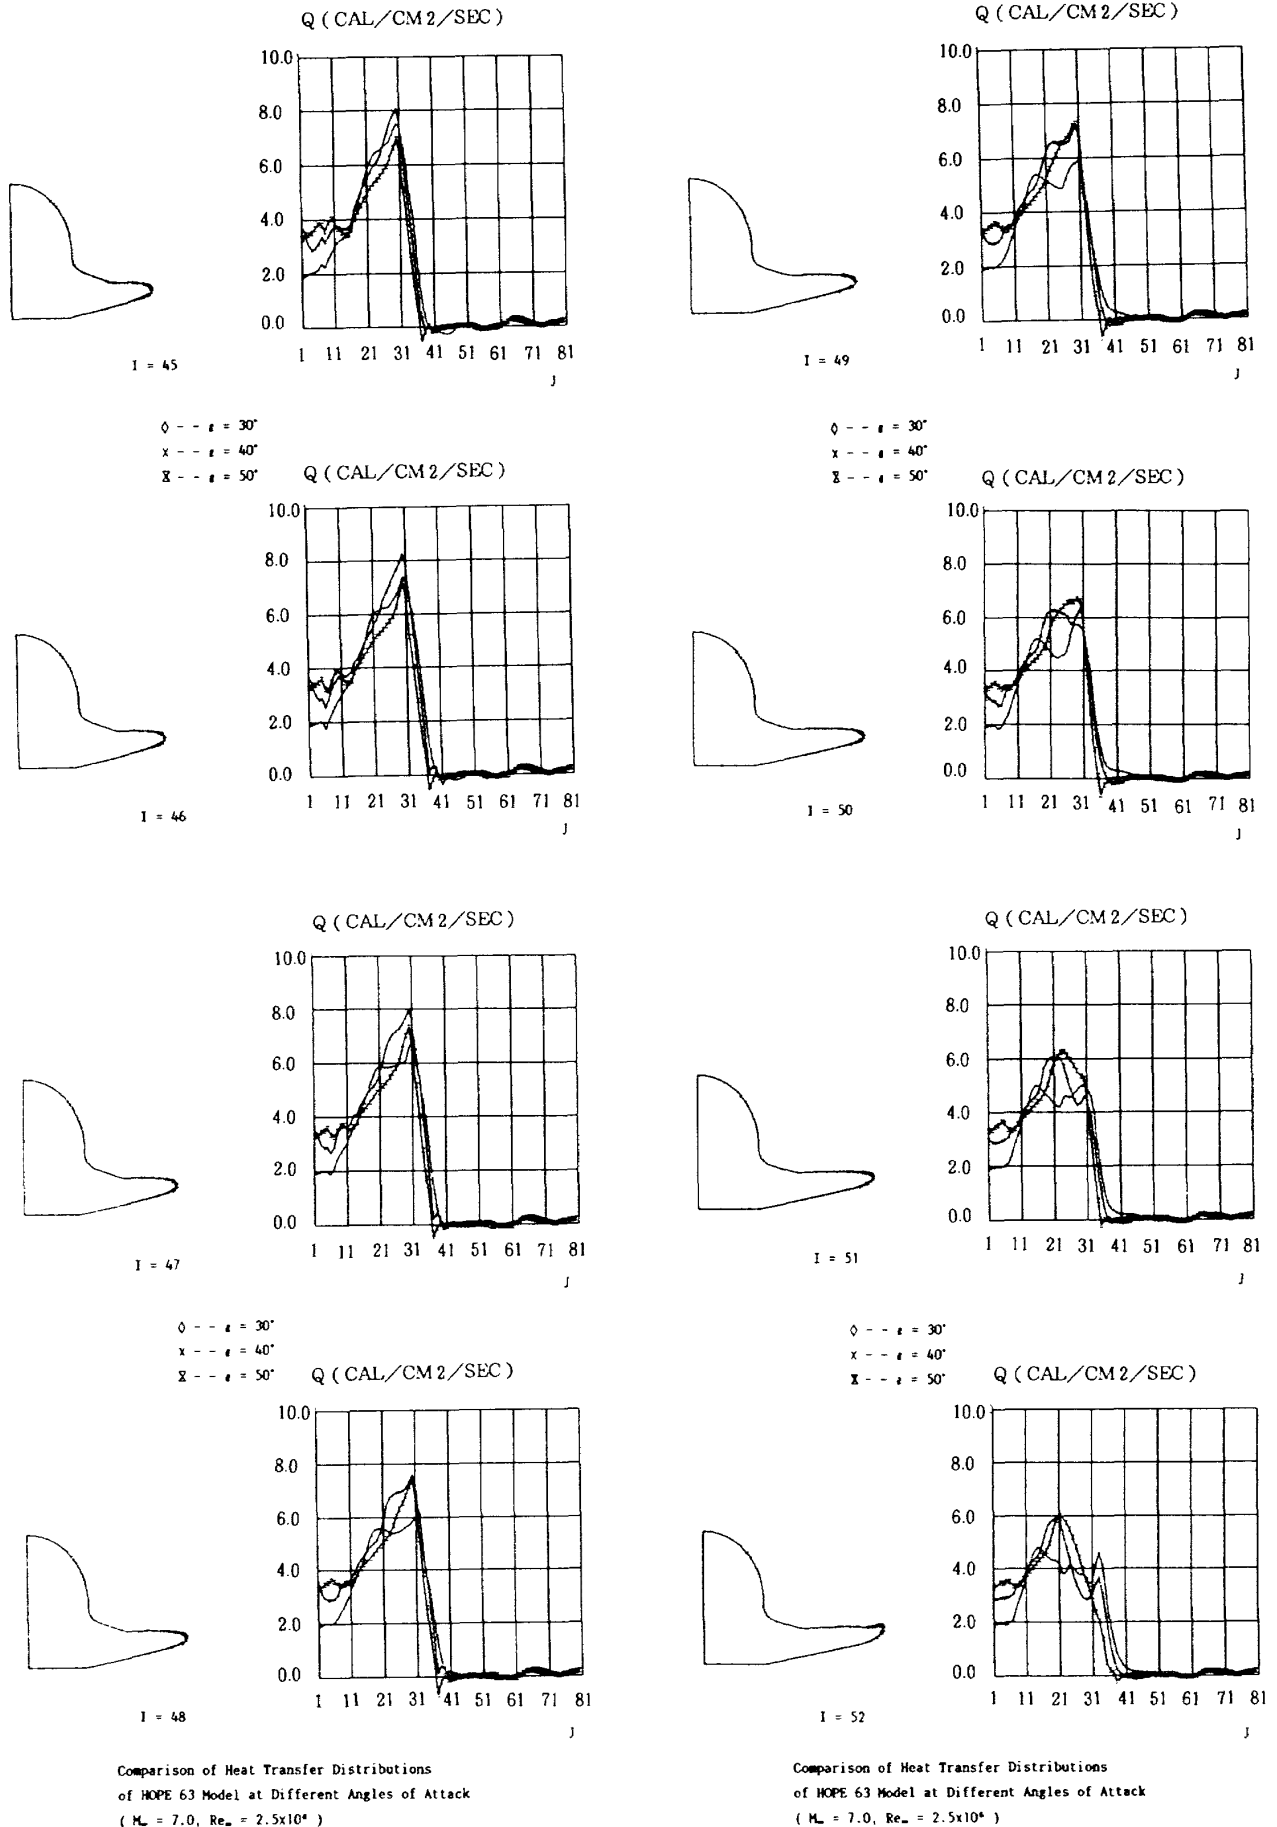 Q ( CAL/CM 2/SEC )
10.0
8.0
6.0
4.0
2.0
0.0
1 11 21 31 41 51 61 71 81
J
I = 45
◊ - - α = 30°
x - - α = 40°
⧖ - - α = 50°
Q ( CAL/CM 2/SEC )
10.0
8.0
6.0
4.0
2.0
0.0
1 11 21 31 41 51 61 71 81
J
I = 46
Q ( CAL/CM 2/SEC )
10.0
8.0
6.0
4.0
2.0
0.0
1 11 21 31 41 51 61 71 81
J
I = 47
◊ - - α = 30°
x - - α = 40°
⧖ - - α = 50°
Q ( CAL/CM 2/SEC )
10.0
8.0
6.0
4.0
2.0
0.0
1 11 21 31 41 51 61 71 81
J
I = 48
Comparison of Heat Transfer Distributions
of HOPE 63 Model at Different Angles of Attack
( M∞ = 7.0, Re∞ = 2.5x10⁶ )
Q ( CAL/CM 2/SEC )
10.0
8.0
6.0
4.0
2.0
0.0
1 11 21 31 41 51 61 71 81
J
I = 49
◊ - - α = 30°
x - - α = 40°
⧖ - - α = 50°
Q ( CAL/CM 2/SEC )
10.0
8.0
6.0
4.0
2.0
0.0
1 11 21 31 41 51 61 71 81
J
I = 50
Q ( CAL/CM 2/SEC )
10.0
8.0
6.0
4.0
2.0
0.0
1 11 21 31 41 51 61 71 81
J
I = 51
◊ - - α = 30°
x - - α = 40°
⧖ - - α = 50°
Q ( CAL/CM 2/SEC )
10.0
8.0
6.0
4.0
2.0
0.0
1 11 21 31 41 51 61 71 81
J
I = 52
Comparison of Heat Transfer Distributions
of HOPE 63 Model at Different Angles of Attack
( M∞ = 7.0, Re∞ = 2.5x10⁶ )